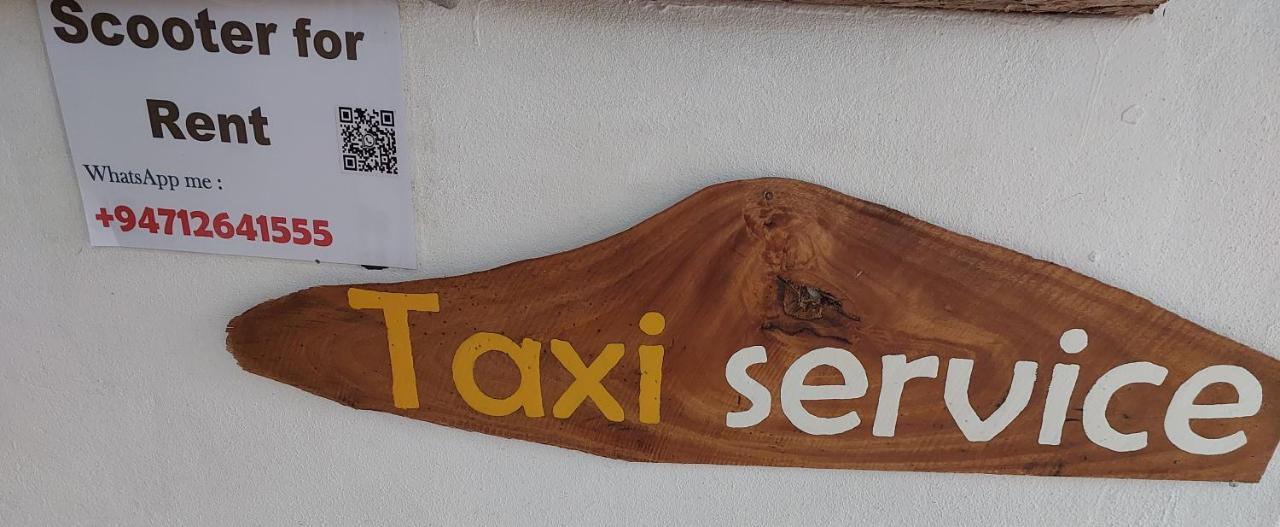 Scooter for
Rent
WhatsApp me :
+94712641555
Taxi service